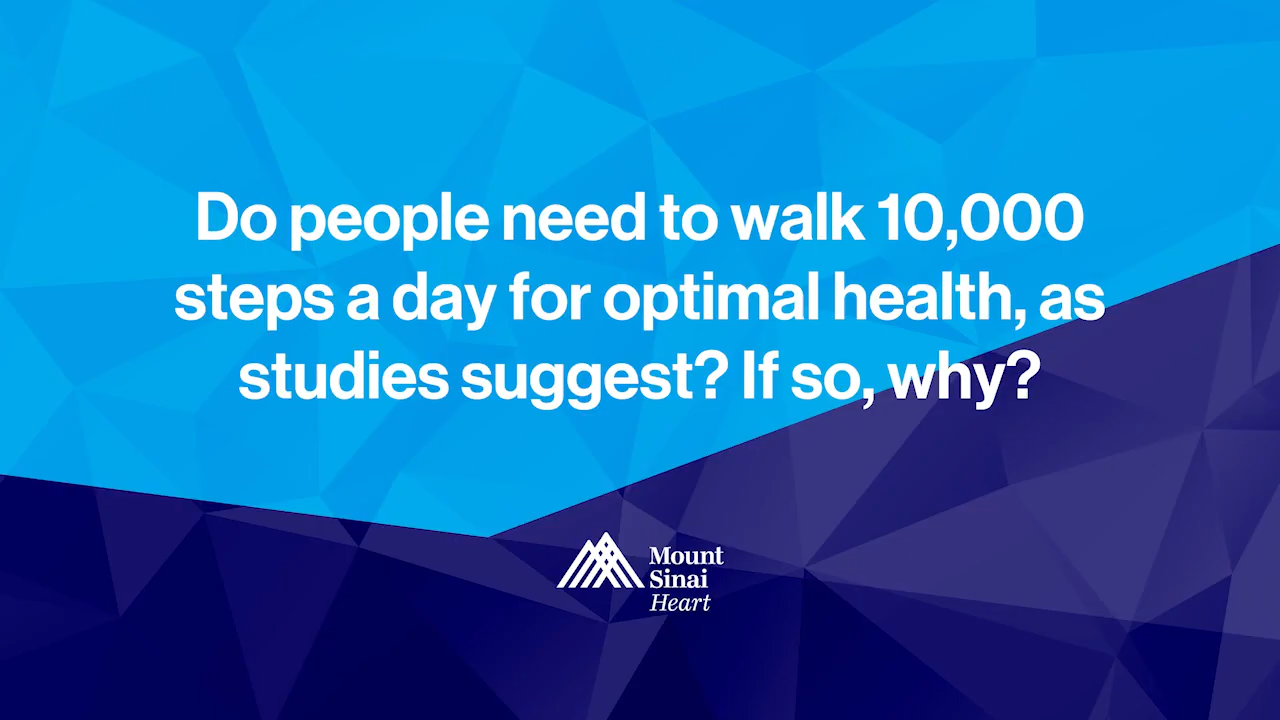 Do people need to walk 10,000
steps a day for optimal health, as
studies suggest? If so, why?
Mount
Sinai
Heart